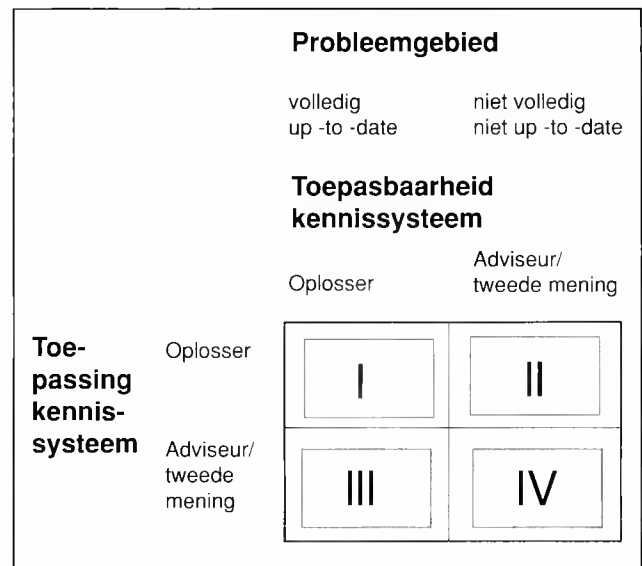 Probleemgebied
volledig niet volledig
up -to -date niet up -to -date
Toepasbaarheid
kennissysteem
Adviseur/
Oplosser tweede mening
Toe-
passing
kennis-
systeem
Oplosser
I II
Adviseur/
tweede
mening
III IV